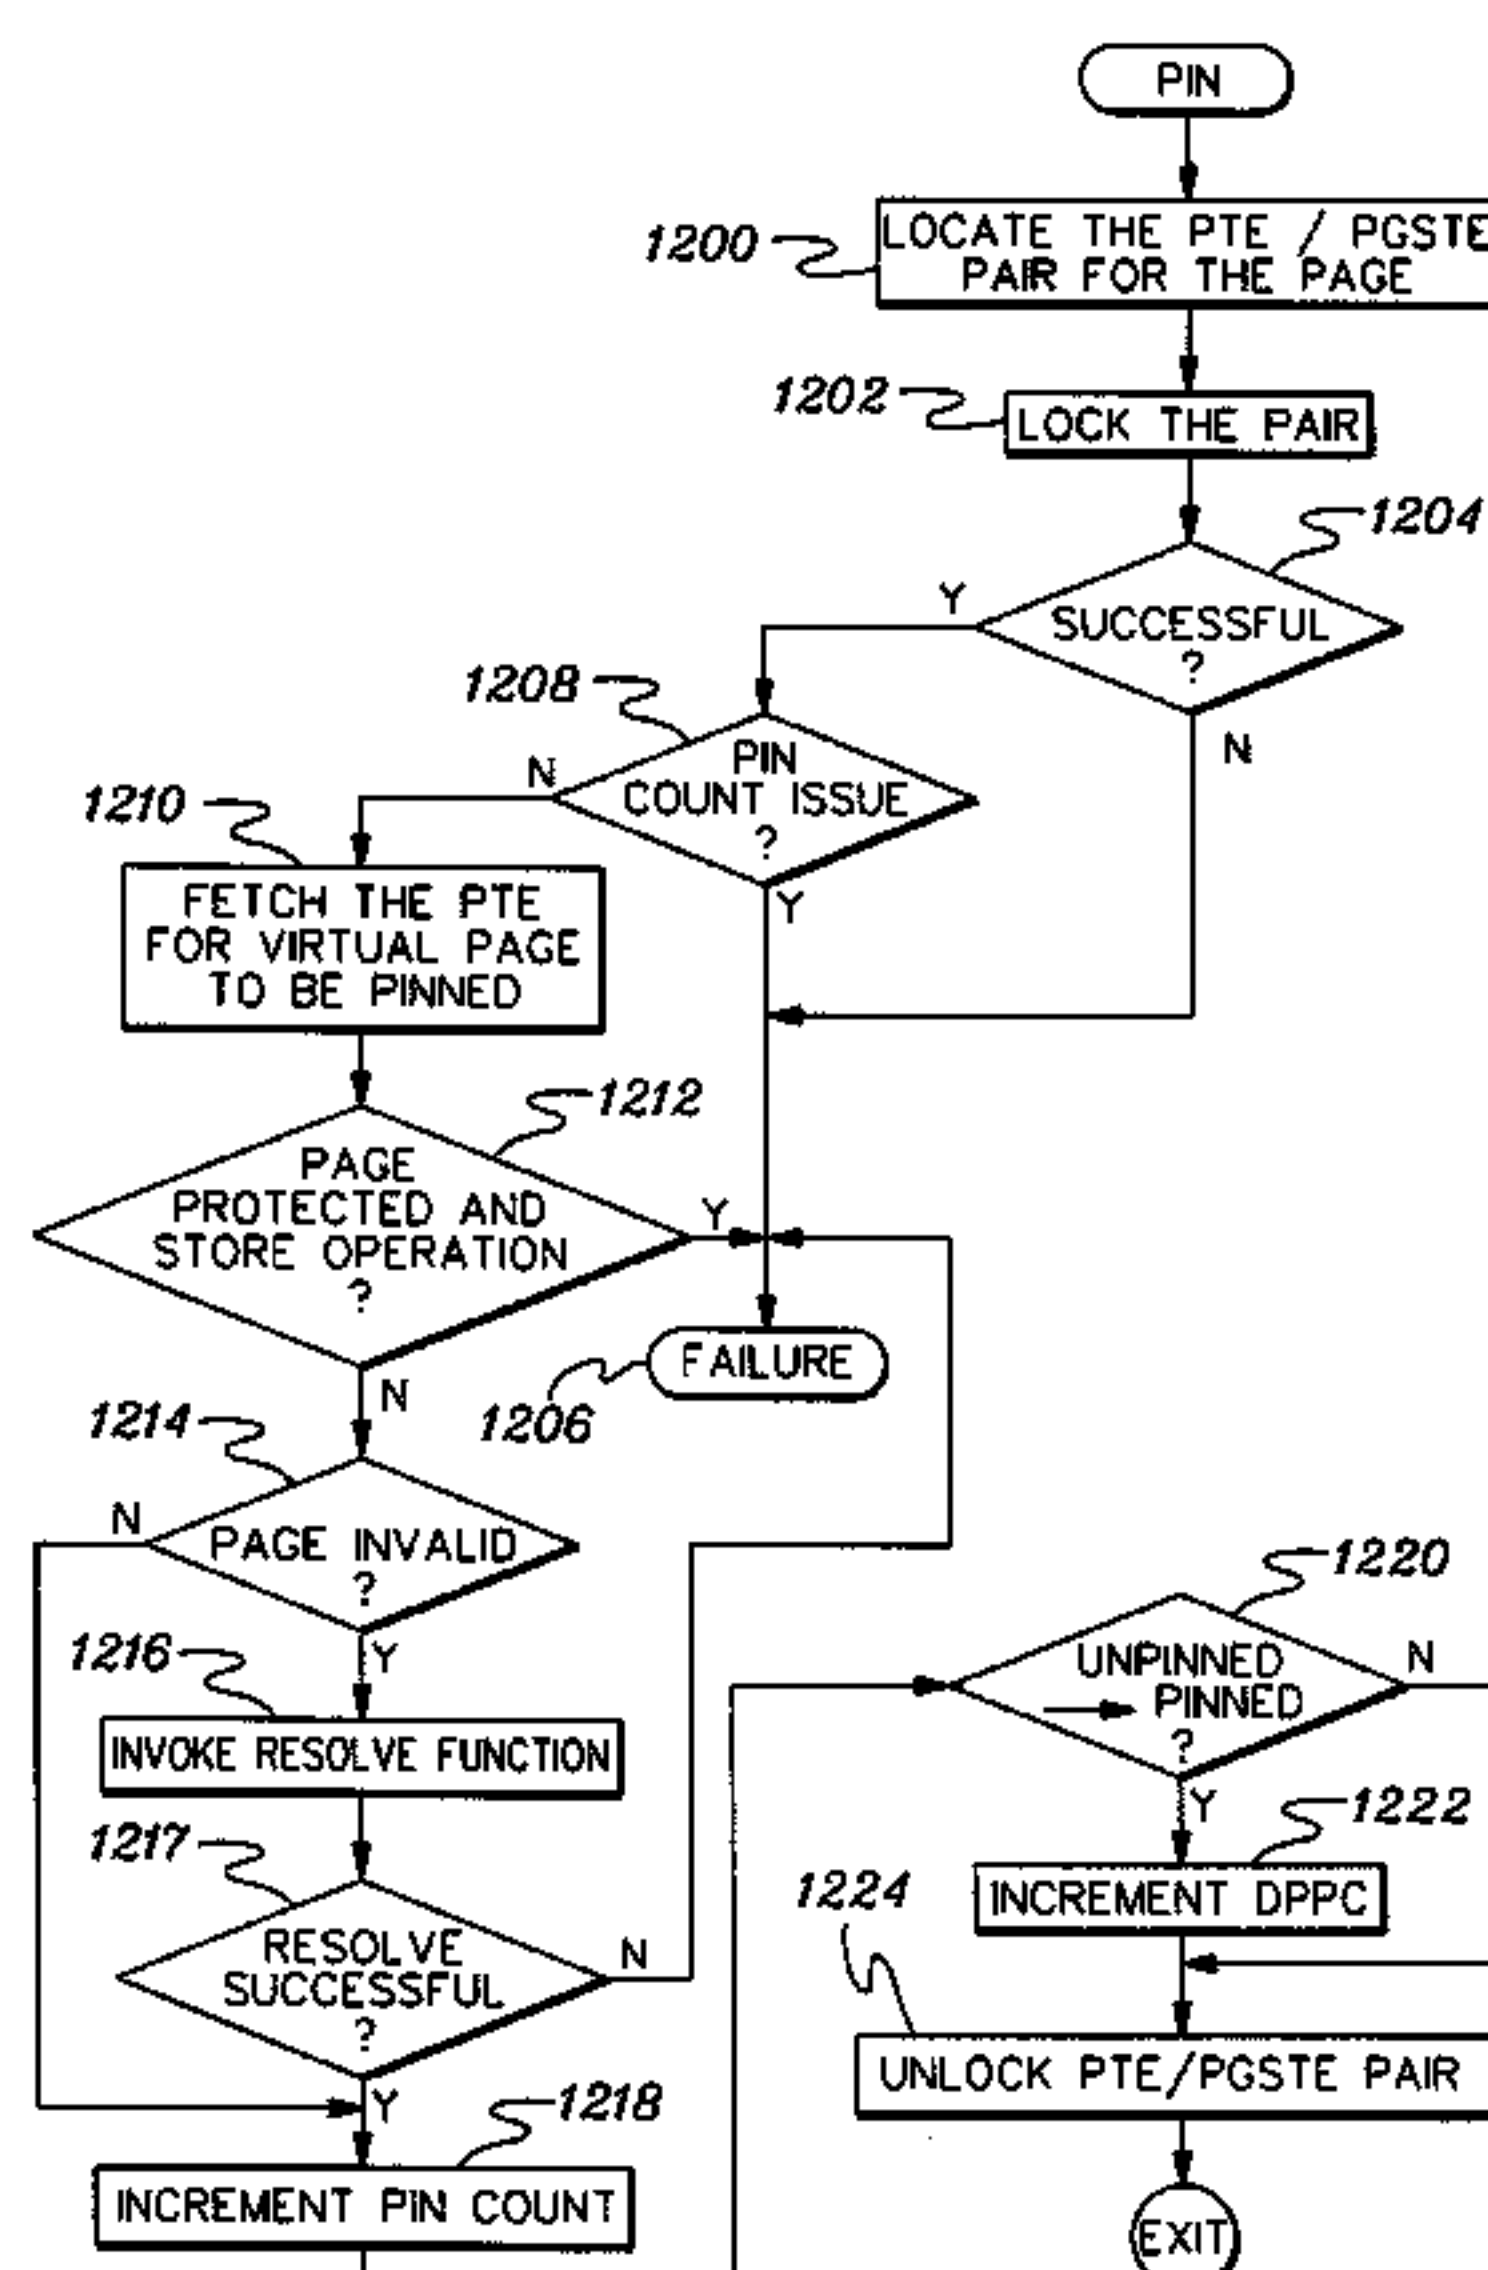 PIN
1200
LOCATE THE PTE / PGSTE
PAIR FOR THE PAGE
1202
LOCK THE PAIR
1204
SUCCESSFUL
?
Y
N
1208
PIN
COUNT ISSUE
?
N
Y
1210
FETCH THE PTE
FOR VIRTUAL PAGE
TO BE PINNED
1212
PAGE
PROTECTED AND
STORE OPERATION
?
Y
N
FAILURE
1206
1214
PAGE INVALID
?
N
Y
1216
INVOKE RESOLVE FUNCTION
1217
RESOLVE
SUCCESSFUL
?
N
Y
1218
INCREMENT PIN COUNT
1220
UNPINNED
PINNED
?
N
Y
1222
INCREMENT DPPC
1224
UNLOCK PTE/PGSTE PAIR
EXIT